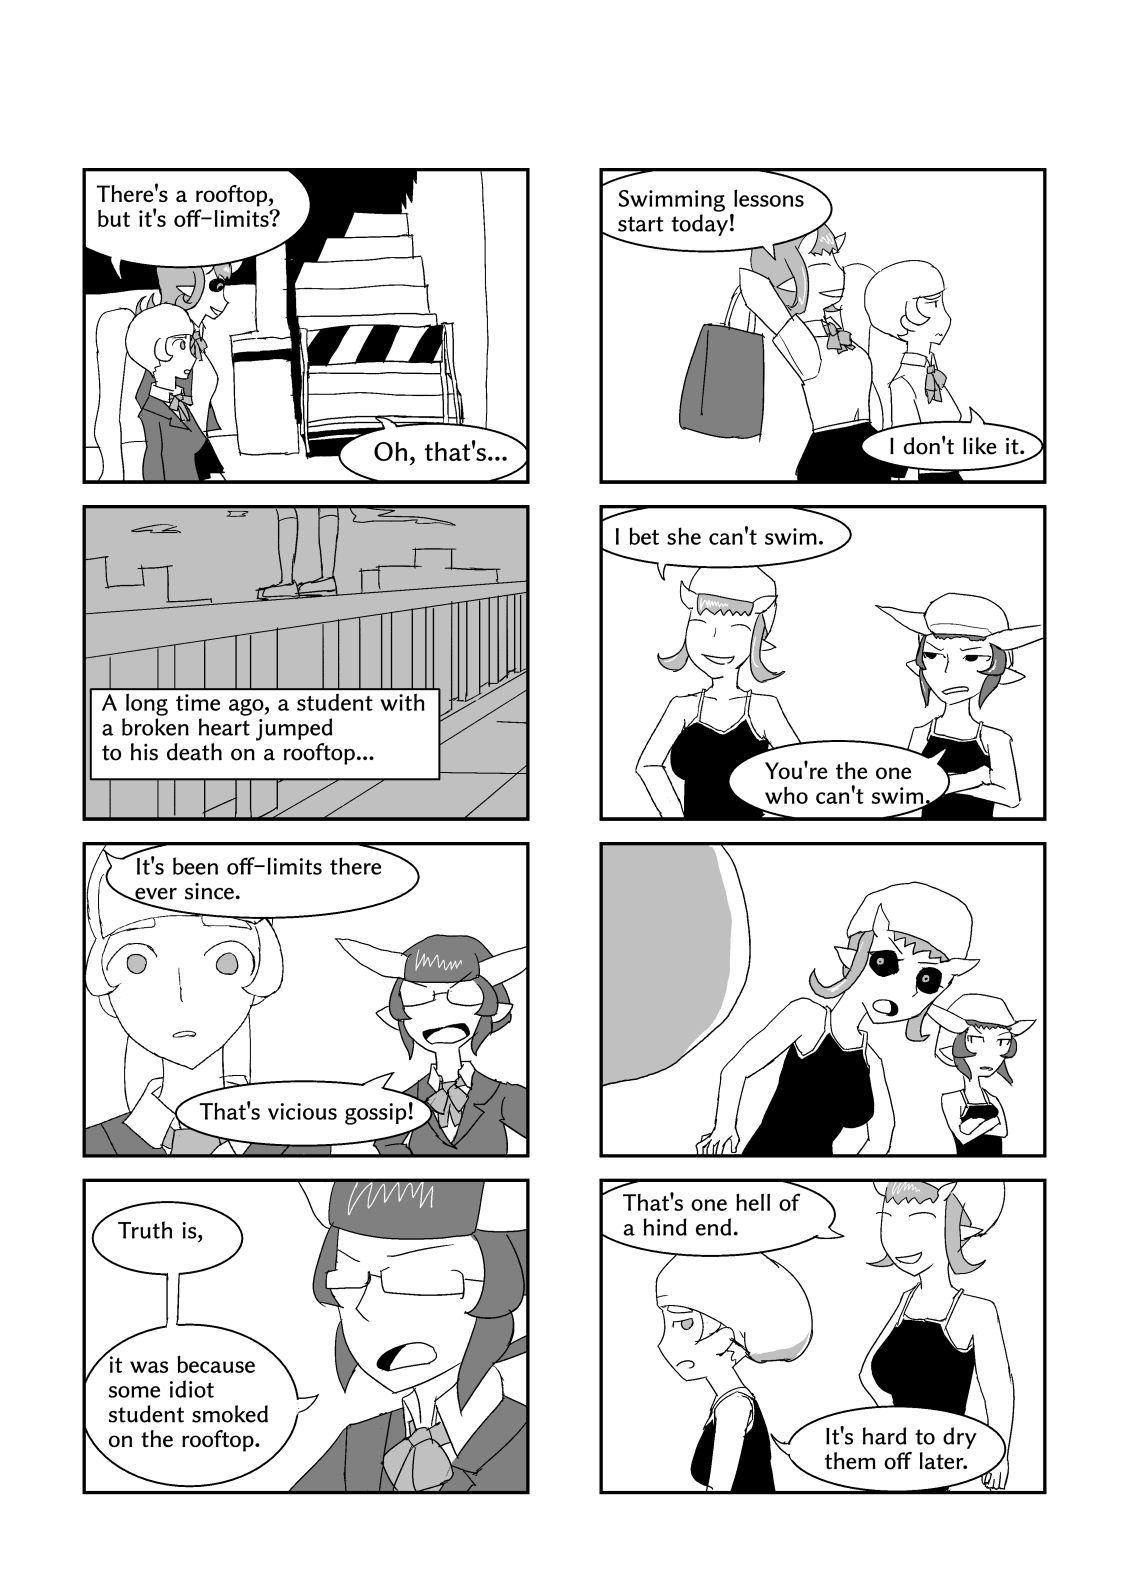 There's a rooftop,
but it's off-limits?
Oh, that's...
A long time ago, a student with
a broken heart jumped
to his death on a rooftop...
It's been off-limits there
ever since.
That's vicious gossip!
Truth is,
it was because
some idiot
student smoked
on the rooftop.
Swimming lessons
start today!
I don't like it.
I bet she can't swim.
You're the one
who can't swim.
That's one hell of
a hind end.
It's hard to dry
them off later.